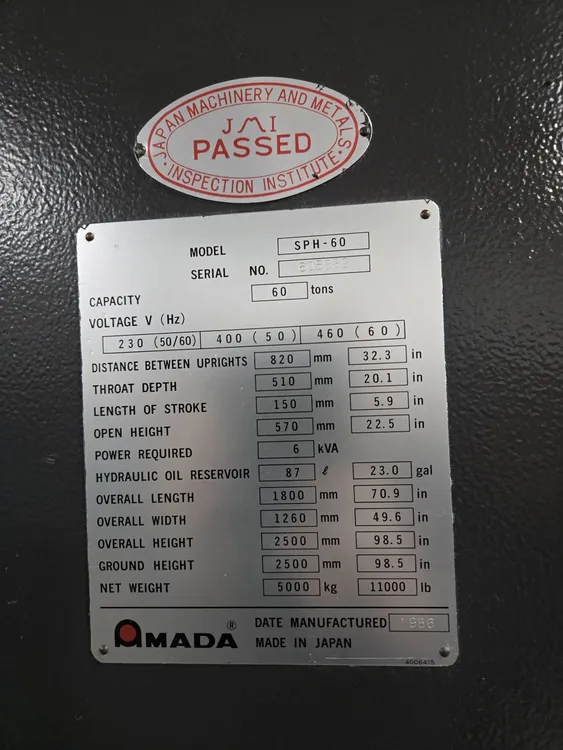 JAPAN MACHINERY AND METALS
JMI
PASSED
INSPECTION INSTITUTE
MODEL SPH-60
SERIAL NO.
CAPACITY 60 tons
VOLTAGE V (Hz)
230 (50/60) 400 (50) 460 (60)
DISTANCE BETWEEN UPRIGHTS 820 mm 32.3 in
THROAT DEPTH 510 mm 20.1 in
LENGTH OF STROKE 150 mm 5.9 in
OPEN HEIGHT 570 mm 22.5 in
POWER REQUIRED 6 kVA
HYDRAULIC OIL RESERVOIR 87 ℓ 23.0 gal
OVERALL LENGTH 1800 mm 70.9 in
OVERALL WIDTH 1260 mm 49.6 in
OVERALL HEIGHT 2500 mm 98.5 in
GROUND HEIGHT 2500 mm 98.5 in
NET WEIGHT 5000 kg 11000 lb
AMADA ® DATE MANUFACTURED 1986
MADE IN JAPAN
4006415